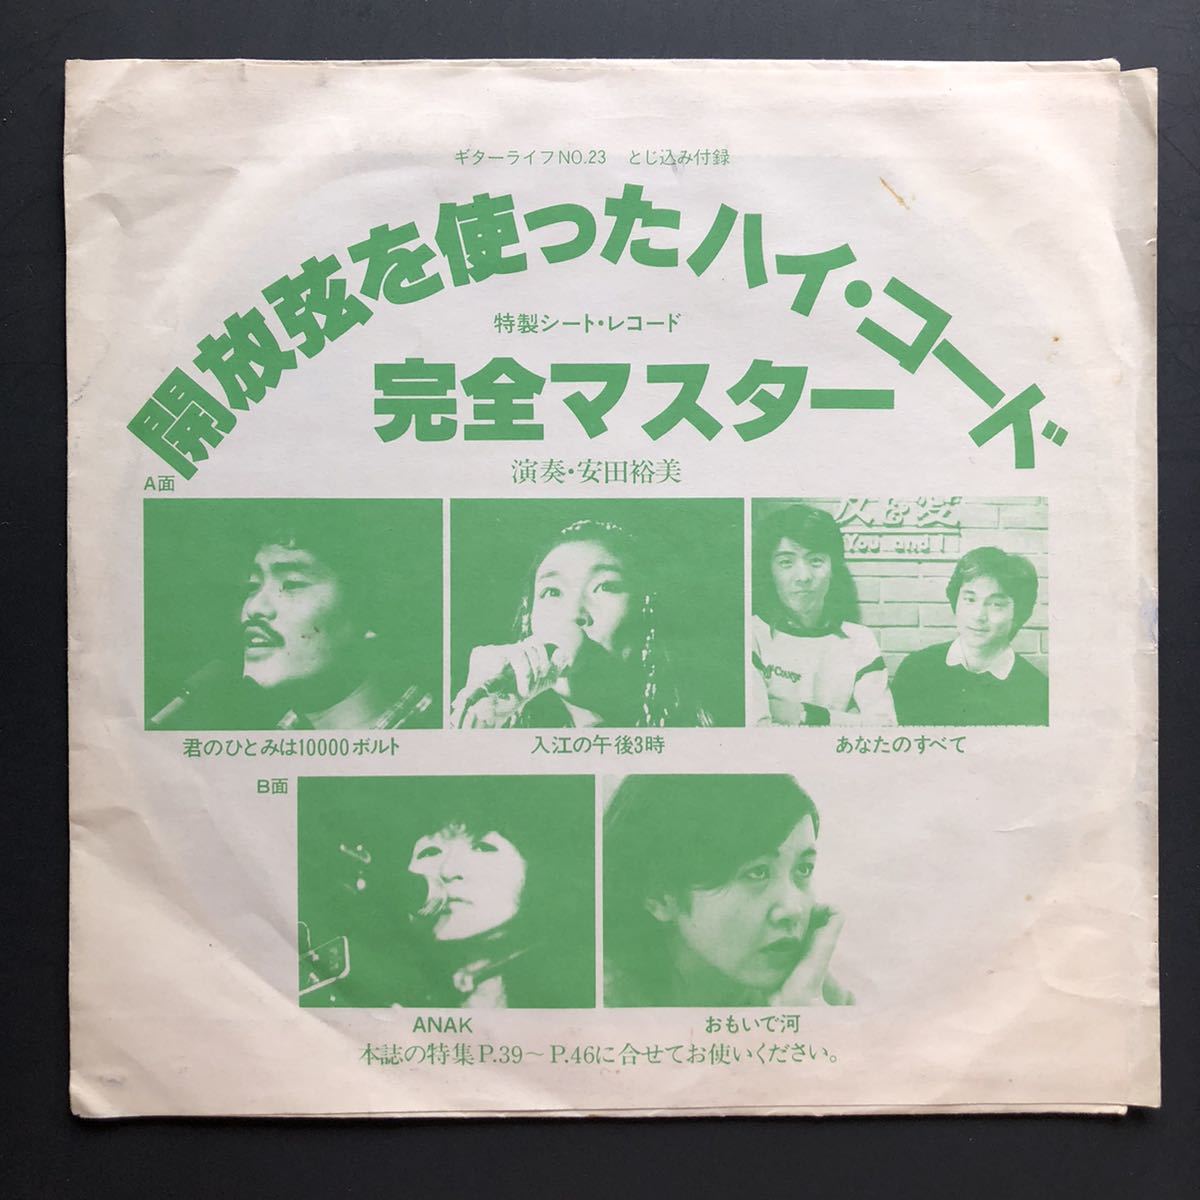 ギターライフNO.23 とじ込み付録
開放弦を使ったハイ・コード
特製シート・レコード
完全マスター
演奏・安田裕美
A面
You and I
Off-Course
君のひとみは10000ボルト
入江の午後3時
あなたのすべて
B面
ANAK
おもいで河
本誌の特集P.39～P.46に合せてお使いください。